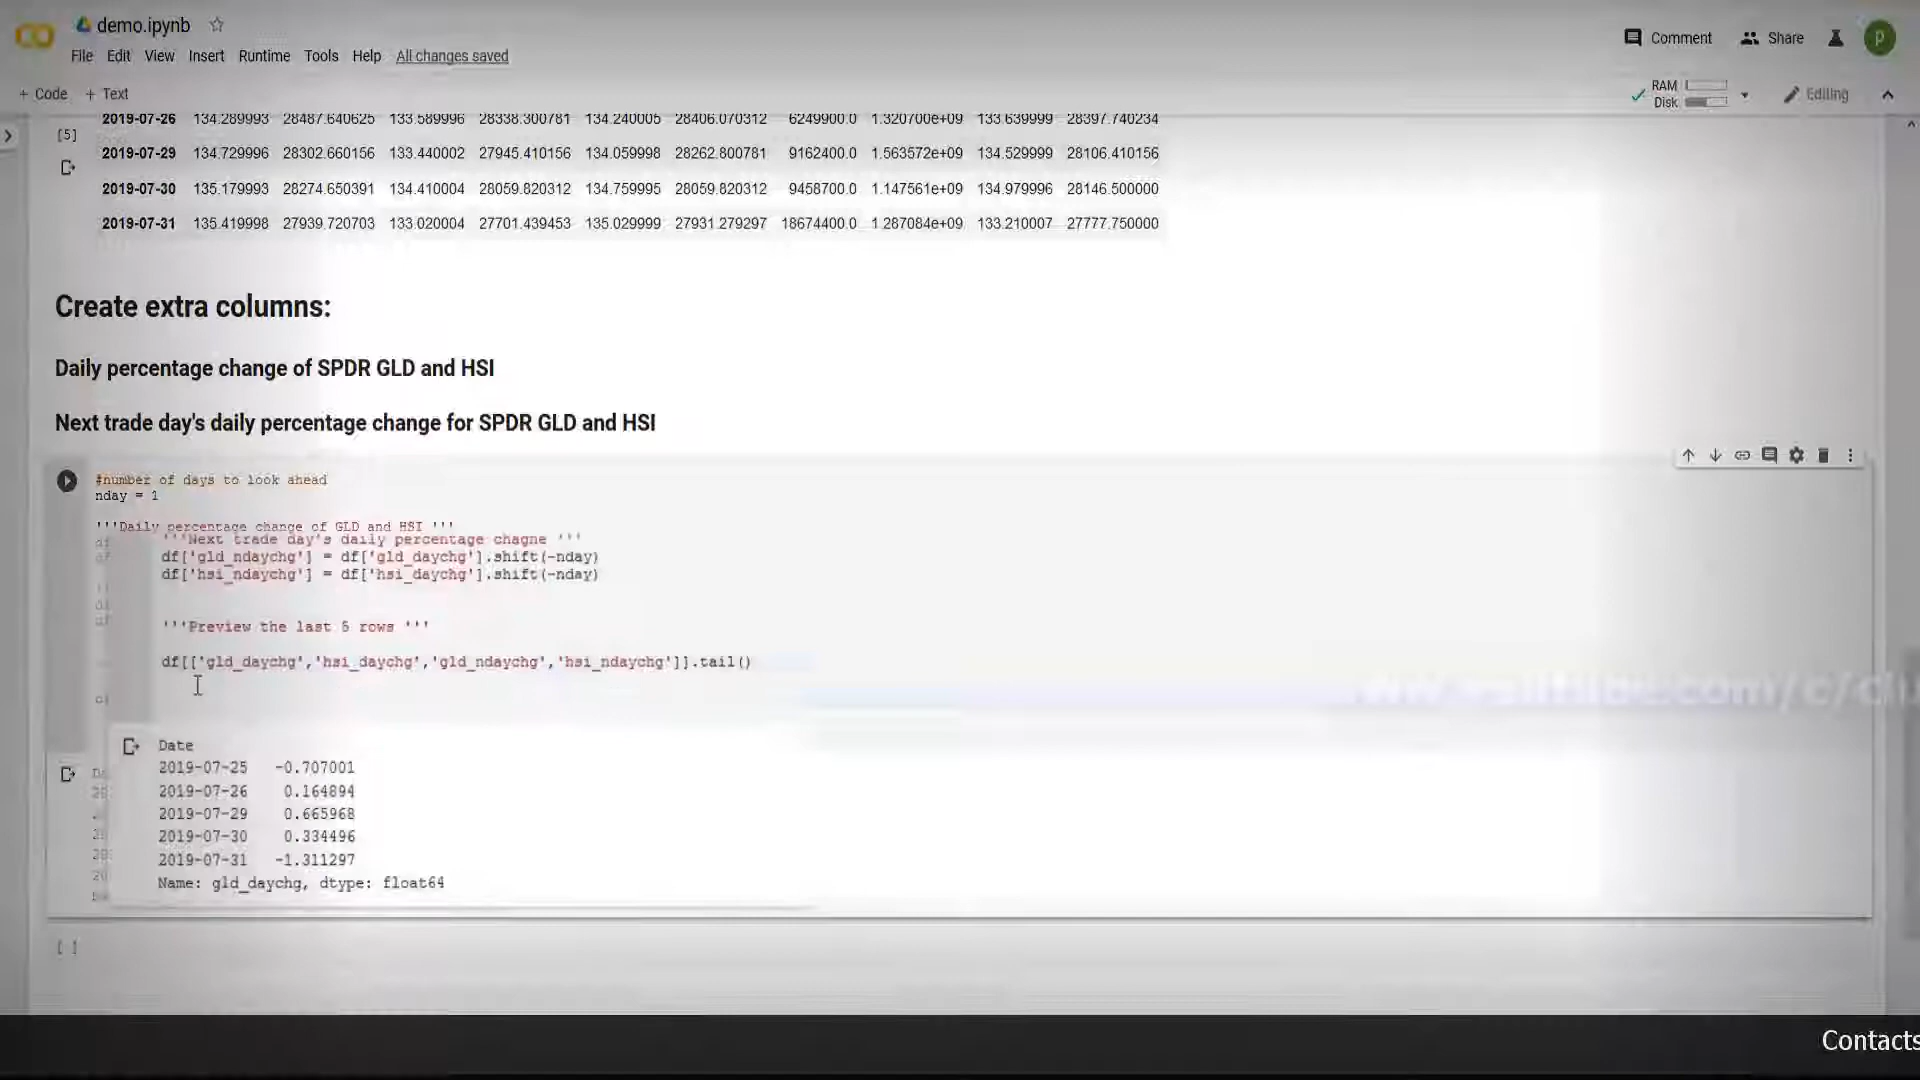 demo.ipynb
File Edit View Insert Runtime Tools Help All changes saved
Comment Share p
+ Code + Text
RAM
Disk
Editing
[5]
2019-07-26 134.289993 28487.640625 133.589996 28338.300781 134.240005 28406.070312 6249900.0 1.320700e+09 133.639999 28397.740234
2019-07-29 134.729996 28302.660156 133.440002 27945.410156 134.059998 28262.800781 9162400.0 1.563572e+09 134.529999 28106.410156
2019-07-30 135.179993 28274.650391 134.410004 28059.820312 134.759995 28059.820312 9458700.0 1.147561e+09 134.979996 28146.500000
2019-07-31 135.419998 27939.720703 133.020004 27701.439453 135.029999 27931.279297 18674400.0 1.287084e+09 133.210007 27777.750000
Create extra columns:
Daily percentage change of SPDR GLD and HSI
Next trade day's daily percentage change for SPDR GLD and HSI
#number of days to look ahead
nday = 1
'''Daily percentage change of GLD and HSI '''
'''Next trade day's daily percentage chagne '''
df['gld_ndaychg'] = df['gld_daychg'].shift(-nday)
df['hsi_ndaychg'] = df['hsi_daychg'].shift(-nday)
'''Preview the last 5 rows '''
df[['gld_daychg','hsi_daychg','gld_ndaychg','hsi_ndaychg']].tail()
Date
2019-07-25 -0.707001
2019-07-26 0.164894
2019-07-29 0.665968
2019-07-30 0.334496
2019-07-31 -1.311297
Name: gld_daychg, dtype: float64
[ ]
Contacts